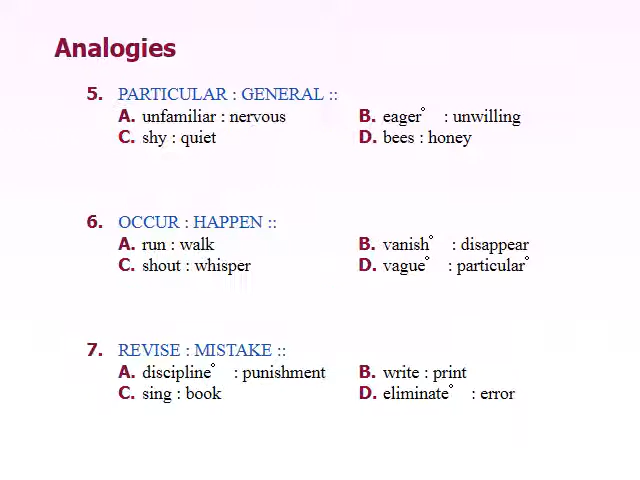 Analogies
5. PARTICULAR : GENERAL ::
A. unfamiliar : nervous B. eager° : unwilling
C. shy : quiet D. bees : honey
6. OCCUR : HAPPEN ::
A. run : walk B. vanish° : disappear
C. shout : whisper D. vague° : particular°
7. REVISE : MISTAKE ::
A. discipline° : punishment B. write : print
C. sing : book D. eliminate° : error